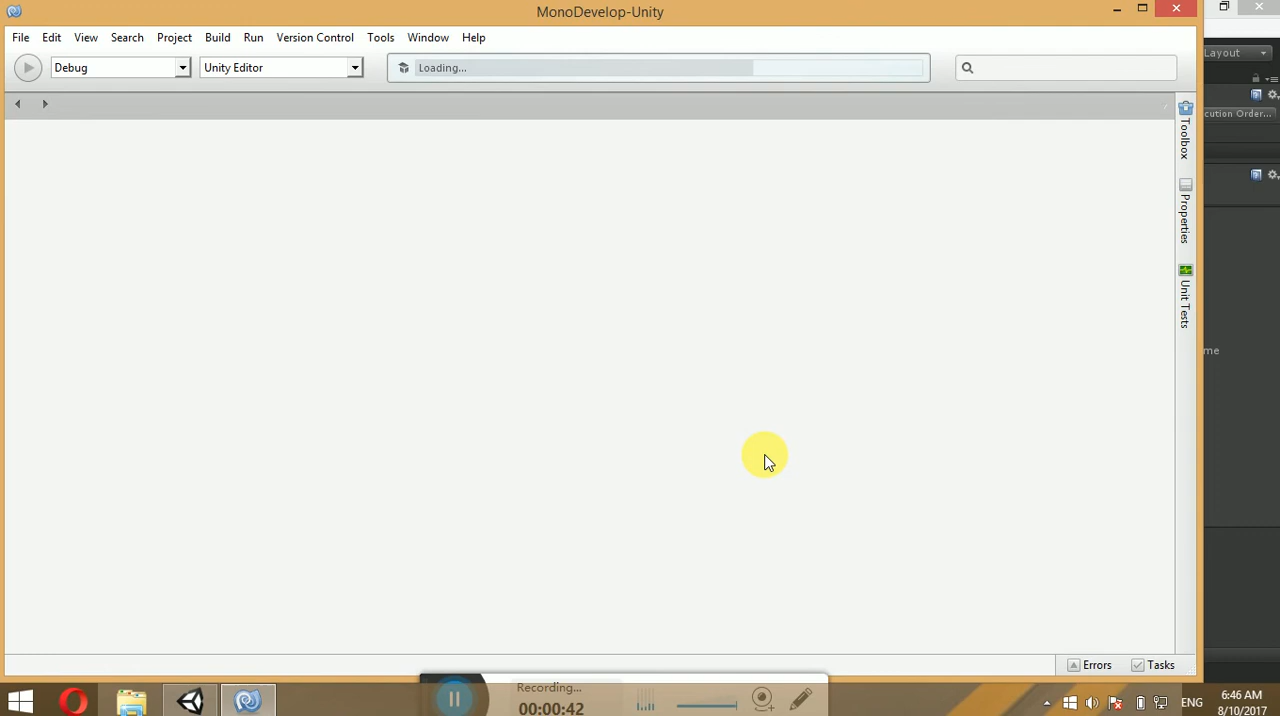 MonoDevelop-Unity
File Edit View Search Project Build Run Version Control Tools Window Help
Layout
Debug Unity Editor Loading...
cution Order...
Toolbox
Properties
Unit Tests
me
Errors Tasks
Recording...
00:00:42
ENG
6:46 AM
8/10/2017